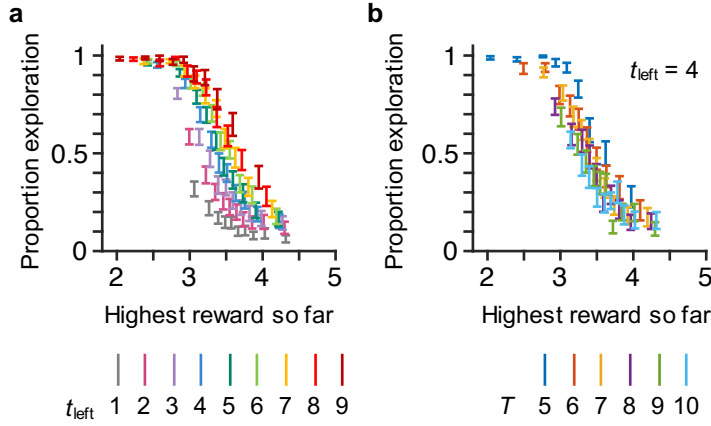 a
Proportion exploration
1
0.5
0
2 3 4 5
Highest reward so far
t_left 1 2 3 4 5 6 7 8 9
b
t_left = 4
Proportion exploration
1
0.5
0
2 3 4 5
Highest reward so far
T 5 6 7 8 9 10